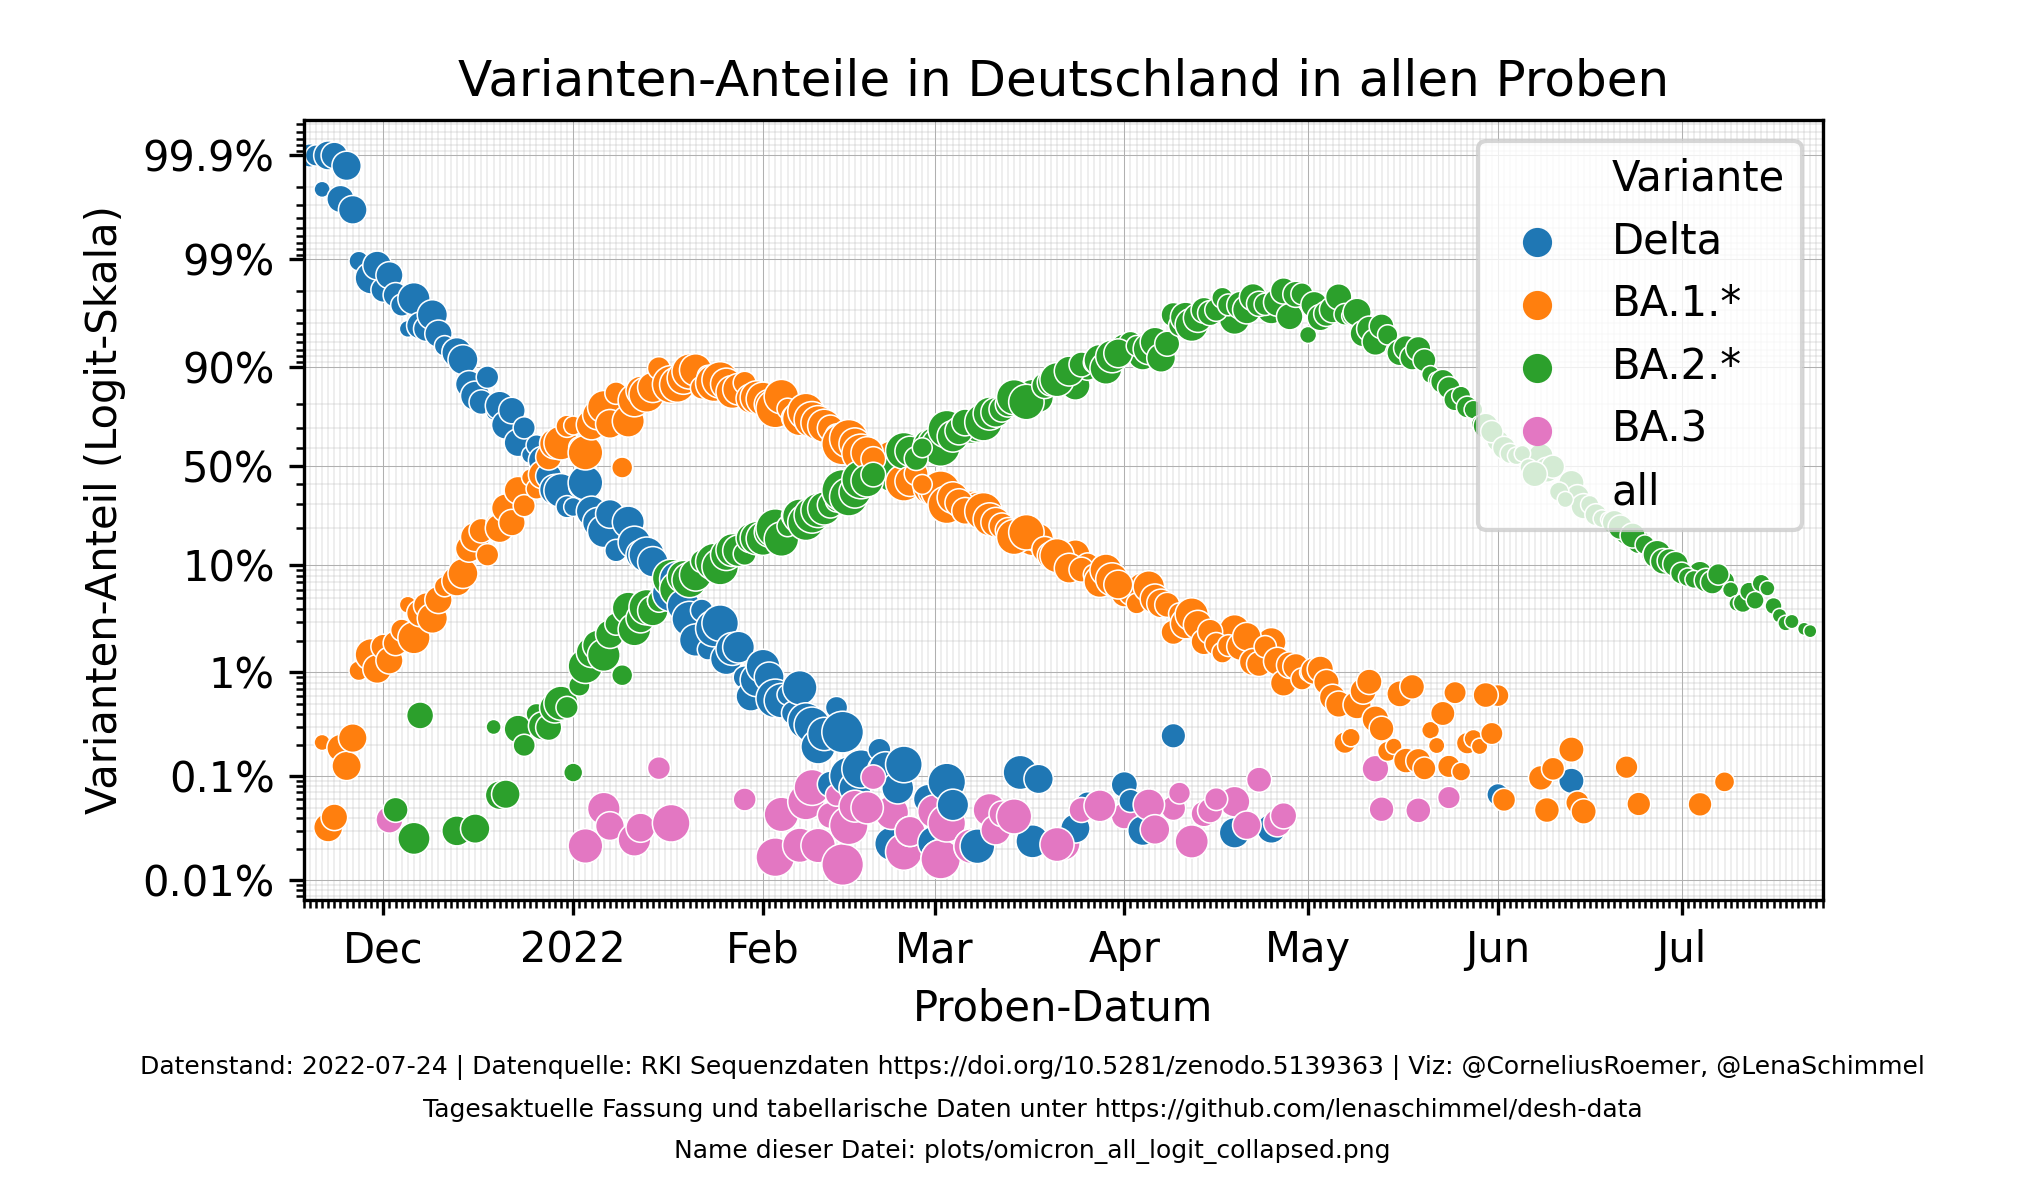 Varianten-Anteile in Deutschland in allen Proben
Varianten-Anteil (Logit-Skala)
99.9%
99%
90%
50%
10%
1%
0.1%
0.01%
Variante
Delta
BA.1.*
BA.2.*
BA.3
all
Dec 2022 Feb Mar Apr May Jun Jul
Proben-Datum
Datenstand: 2022-07-24 | Datenquelle: RKI Sequenzdaten https://doi.org/10.5281/zenodo.5139363 | Viz: @CorneliusRoemer, @LenaSchimmel
Tagesaktuelle Fassung und tabellarische Daten unter https://github.com/lenaschimmel/desh-data
Name dieser Datei: plots/omicron_all_logit_collapsed.png